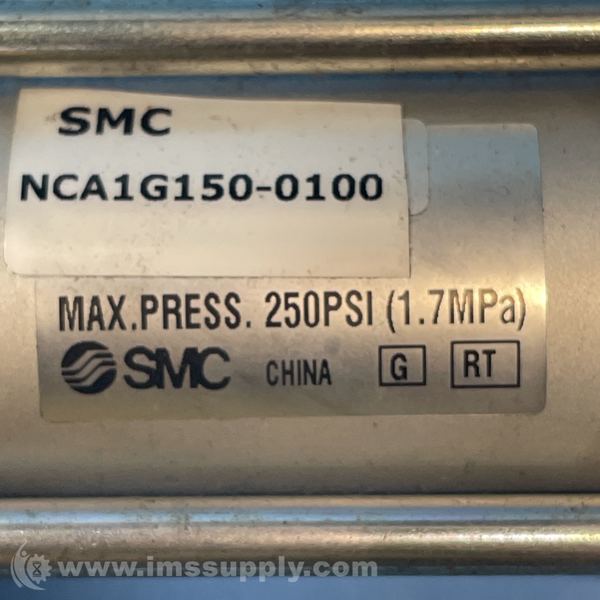 SMC
NCA1G150-0100
MAX.PRESS. 250PSI (1.7MPa)
SMC CHINA G RT
www.imssupply.com